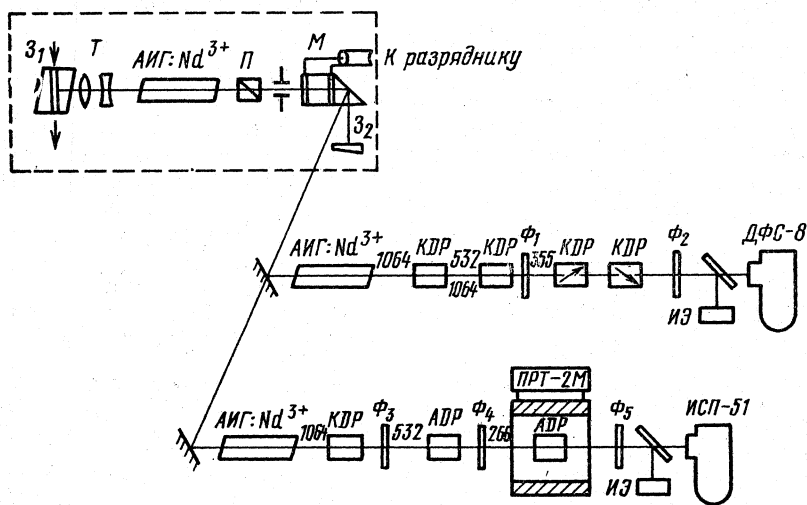 З1 Т АИГ:Nd3+ П М К разряднику
З2
АИГ:Nd3+ 1064 KDP 532 1064 KDP Ф1 355 KDP KDP Ф2 ИЭ ДФС-8
ПРТ-2М
АИГ:Nd3+ 1064 KDP Ф3 532 ADP Ф4 266 ADP Ф5 ИЭ ИСП-51